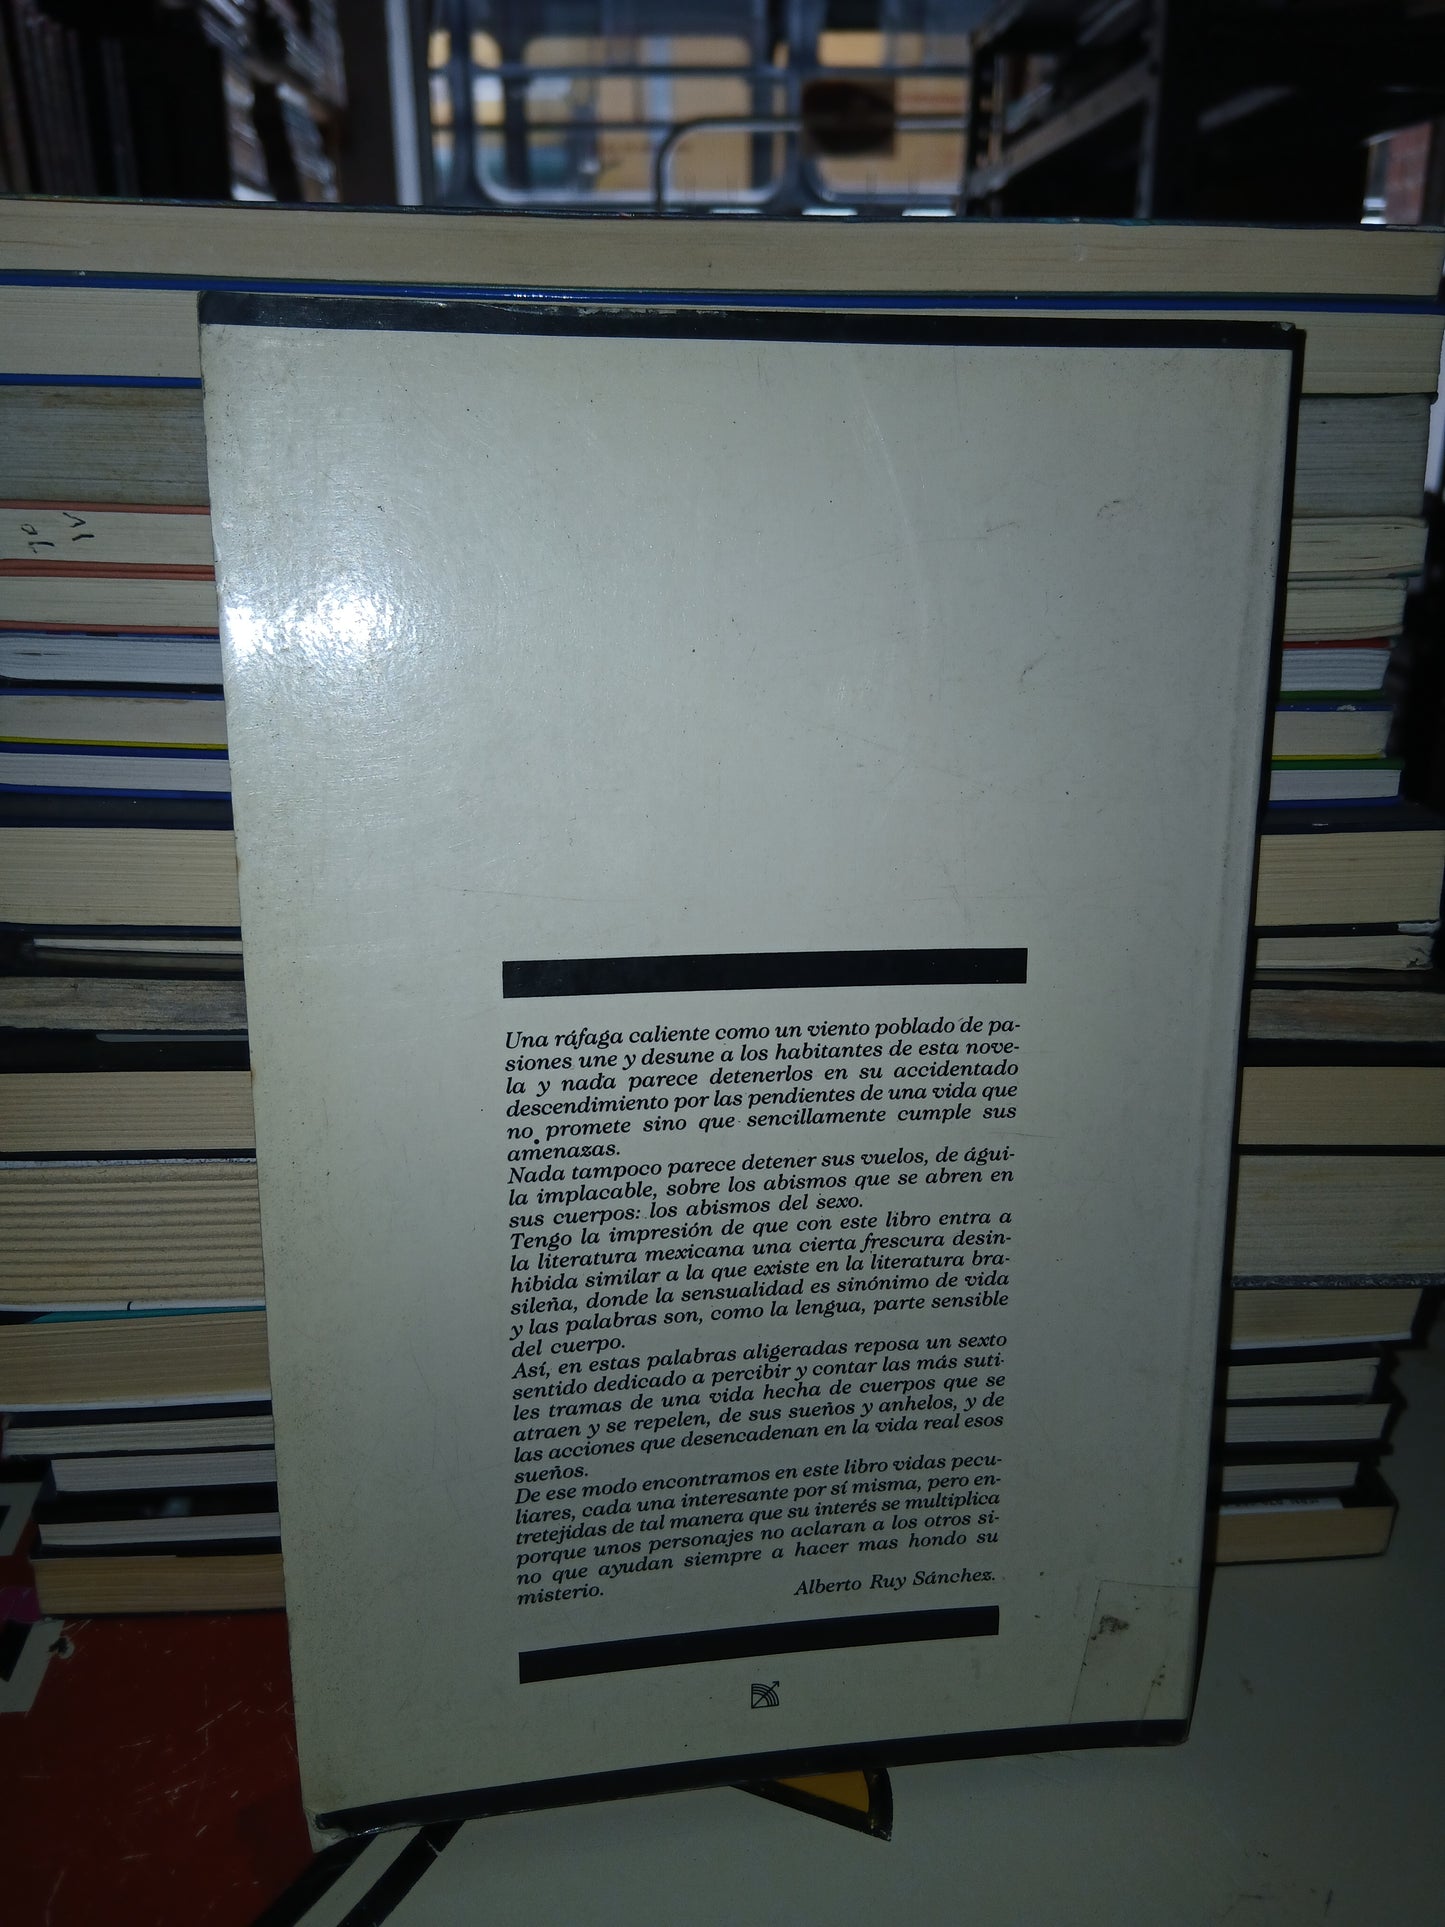 Una ráfaga caliente como un viento poblado de pa-
siones une y desune a los habitantes de esta nove-
la y nada parece detenerlos en su accidentado
descendimiento por las pendientes de una vida que
no promete sino que sencillamente cumple sus
amenazas.
Nada tampoco parece detener sus vuelos, de águi-
la implacable, sobre los abismos que se abren en
sus cuerpos: los abismos del sexo.
Tengo la impresión de que con este libro entra a
la literatura mexicana una cierta frescura desin-
hibida similar a la que existe en la literatura bra-
sileña, donde la sensualidad es sinónimo de vida
y las palabras son, como la lengua, parte sensible
del cuerpo.
Así, en estas palabras aligeradas reposa un sexto
sentido dedicado a percibir y contar las más suti-
les tramas de una vida hecha de cuerpos que se
atraen y se repelen, de sus sueños y anhelos, y de
las acciones que desencadenan en la vida real esos
sueños.
De ese modo encontramos en este libro vidas pecu-
liares, cada una interesante por sí misma, pero en-
tretejidas de tal manera que su interés se multiplica
porque unos personajes no aclaran a los otros si-
no que ayudan siempre a hacer mas hondo su
misterio.
Alberto Ruy Sánchez.